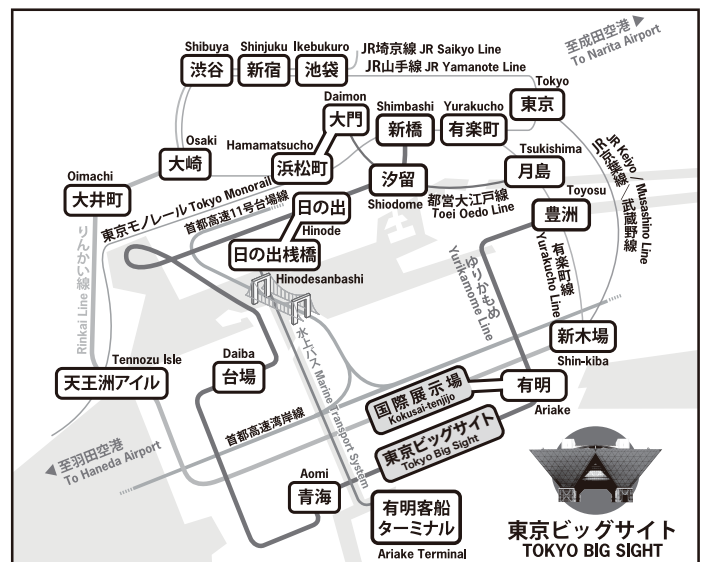 至成田空港
To Narita Airport
Shibuya
渋谷
Shinjuku
新宿
Ikebukuro
池袋
JR埼京線 JR Saikyo Line
JR山手線 JR Yamanote Line
Tokyo
東京
Daimon
大門
Shimbashi
新橋
Yurakucho
有楽町
Osaki
大崎
Hamamatsucho
浜松町
Tsukishima
月島
JR Keiyo / Musashino Line
JR京葉線/武蔵野線
Oimachi
大井町
東京モノレール Tokyo Monorail
首都高速11号台場線
汐留
Shiodome
都営大江戸線
Toei Oedo Line
Toyosu
豊洲
日の出
Hinode
日の出桟橋
Hinodesanbashi
りんかい線
Rinkai Line
ゆりかもめ
Yurikamome Line
有楽町線
Yurakucho Line
水上バス Marine Transport System
新木場
Shin-kiba
Tennozu Isle
天王洲アイル
Daiba
台場
国際展示場
Kokusai-tenjijo
有明
Ariake
首都高速湾岸線
東京ビッグサイト
Tokyo Big Sight
至羽田空港
To Haneda Airport
Aomi
青海
有明客船
ターミナル
Ariake Terminal
東京ビッグサイト
TOKYO BIG SIGHT